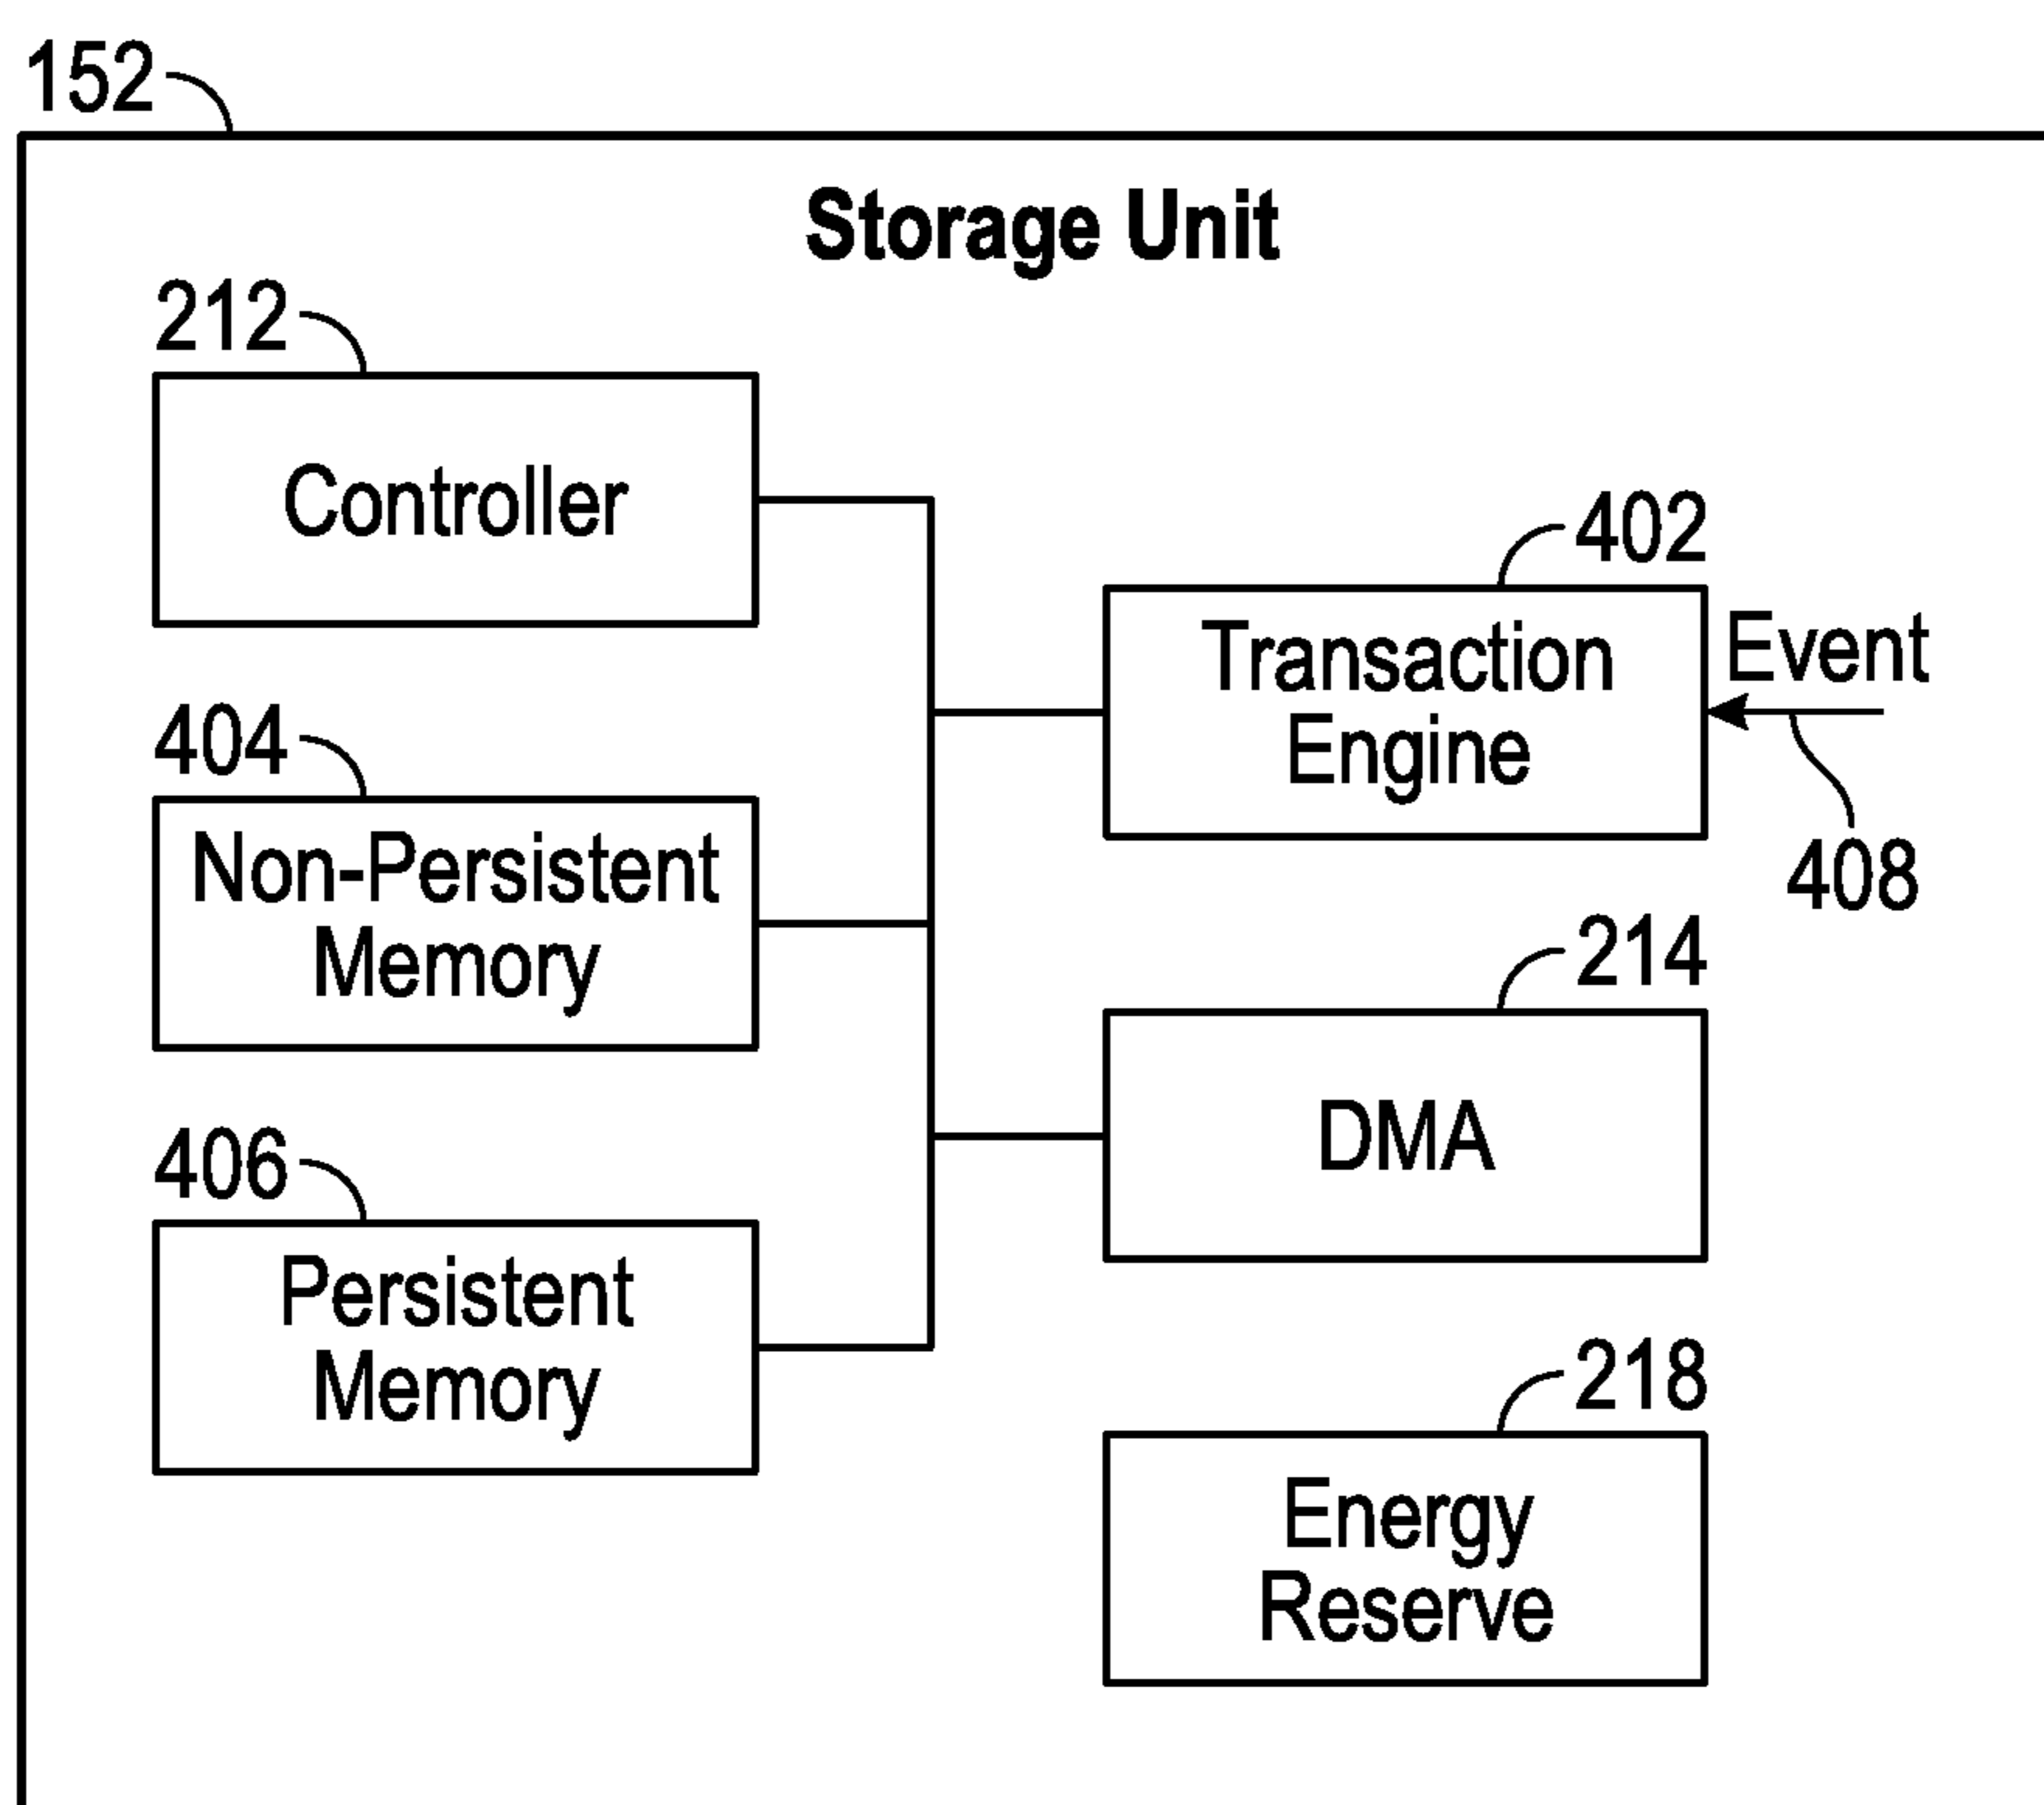 152
Storage Unit
212
Controller
402
Transaction
Engine
Event
408
404
Non-Persistent
Memory
214
DMA
406
Persistent
Memory
218
Energy
Reserve